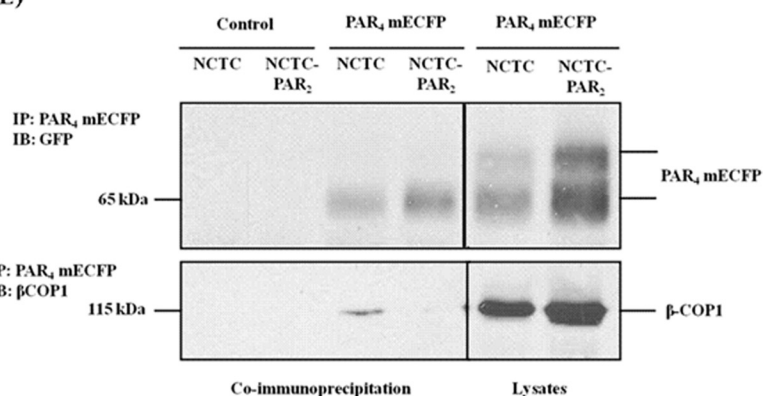 Control PAR4 mECFP PAR4 mECFP
NCTC NCTC-PAR2 NCTC NCTC-PAR2 NCTC NCTC-PAR2
IP: PAR4 mECFP
IB: GFP
PAR4 mECFP
65 kDa
P: PAR4 mECFP
B: βCOP1
115 kDa
β-COP1
Co-immunoprecipitation Lysates